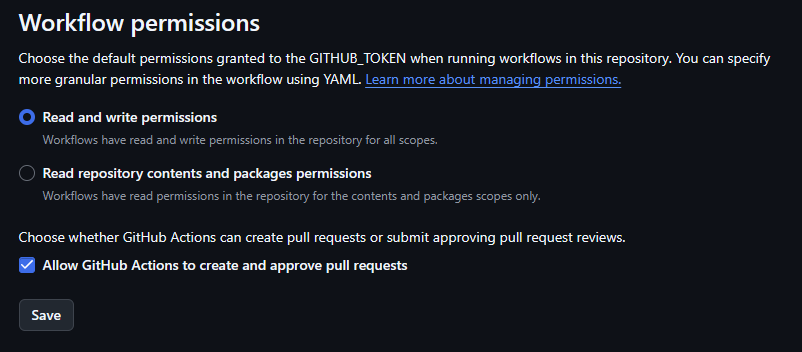 Workflow permissions
Choose the default permissions granted to the GITHUB_TOKEN when running workflows in this repository. You can specify
more granular permissions in the workflow using YAML. Learn more about managing permissions.
Read and write permissions
Workflows have read and write permissions in the repository for all scopes.
Read repository contents and packages permissions
Workflows have read permissions in the repository for the contents and packages scopes only.
Choose whether GitHub Actions can create pull requests or submit approving pull request reviews.
Allow GitHub Actions to create and approve pull requests
Save